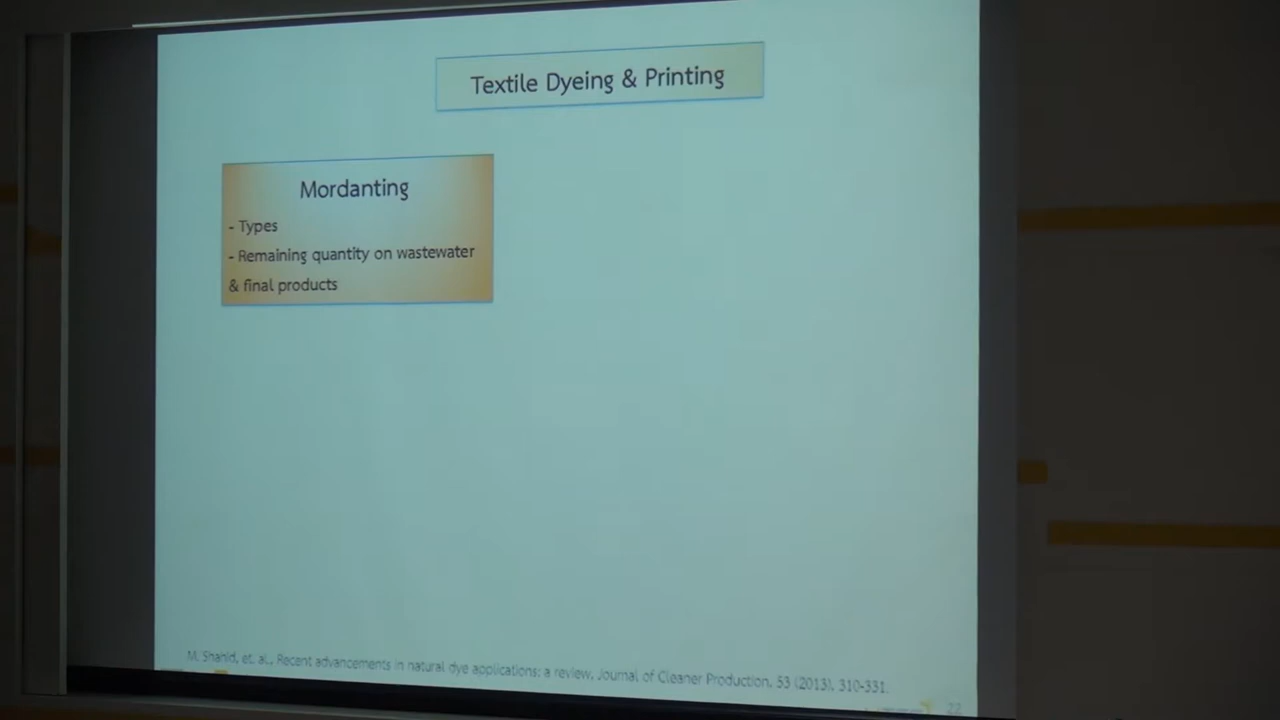 Textile Dyeing & Printing
Mordanting
- Types
- Remaining quantity on wastewater
& final products
M. Shahid, et. al., Recent advancements in natural dye applications: a review, Journal of Cleaner Production, 53 (2013), 310-331.
22